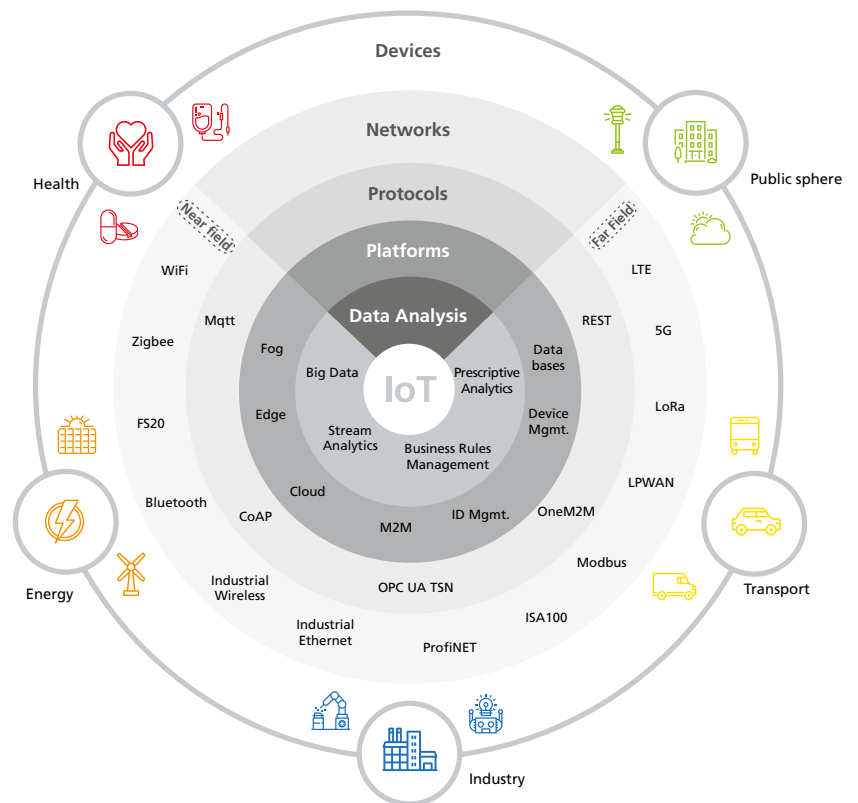 Devices
Networks
Protocols
Platforms
Data Analysis
IoT
Health
Public sphere
Near field
Far Field
WiFi
LTE
Mqtt
REST
Zigbee
5G
Fog
Data
bases
Big Data
Prescriptive
Analytics
FS20
Edge
Device
Mgmt.
LoRa
Stream
Analytics
Business Rules
Management
Bluetooth
Cloud
LPWAN
CoAP
M2M
ID Mgmt.
OneM2M
Modbus
Industrial
Wireless
OPC UA TSN
Energy
Transport
Industrial
Ethernet
ProfiNET
ISA100
Industry